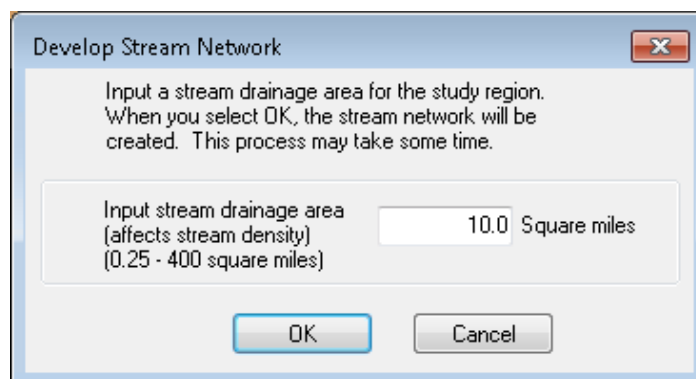 Develop Stream Network
Input a stream drainage area for the study region.
When you select OK, the stream network will be
created. This process may take some time.
Input stream drainage area
(affects stream density)
(0.25 - 400 square miles)
10.0 Square miles
OK Cancel